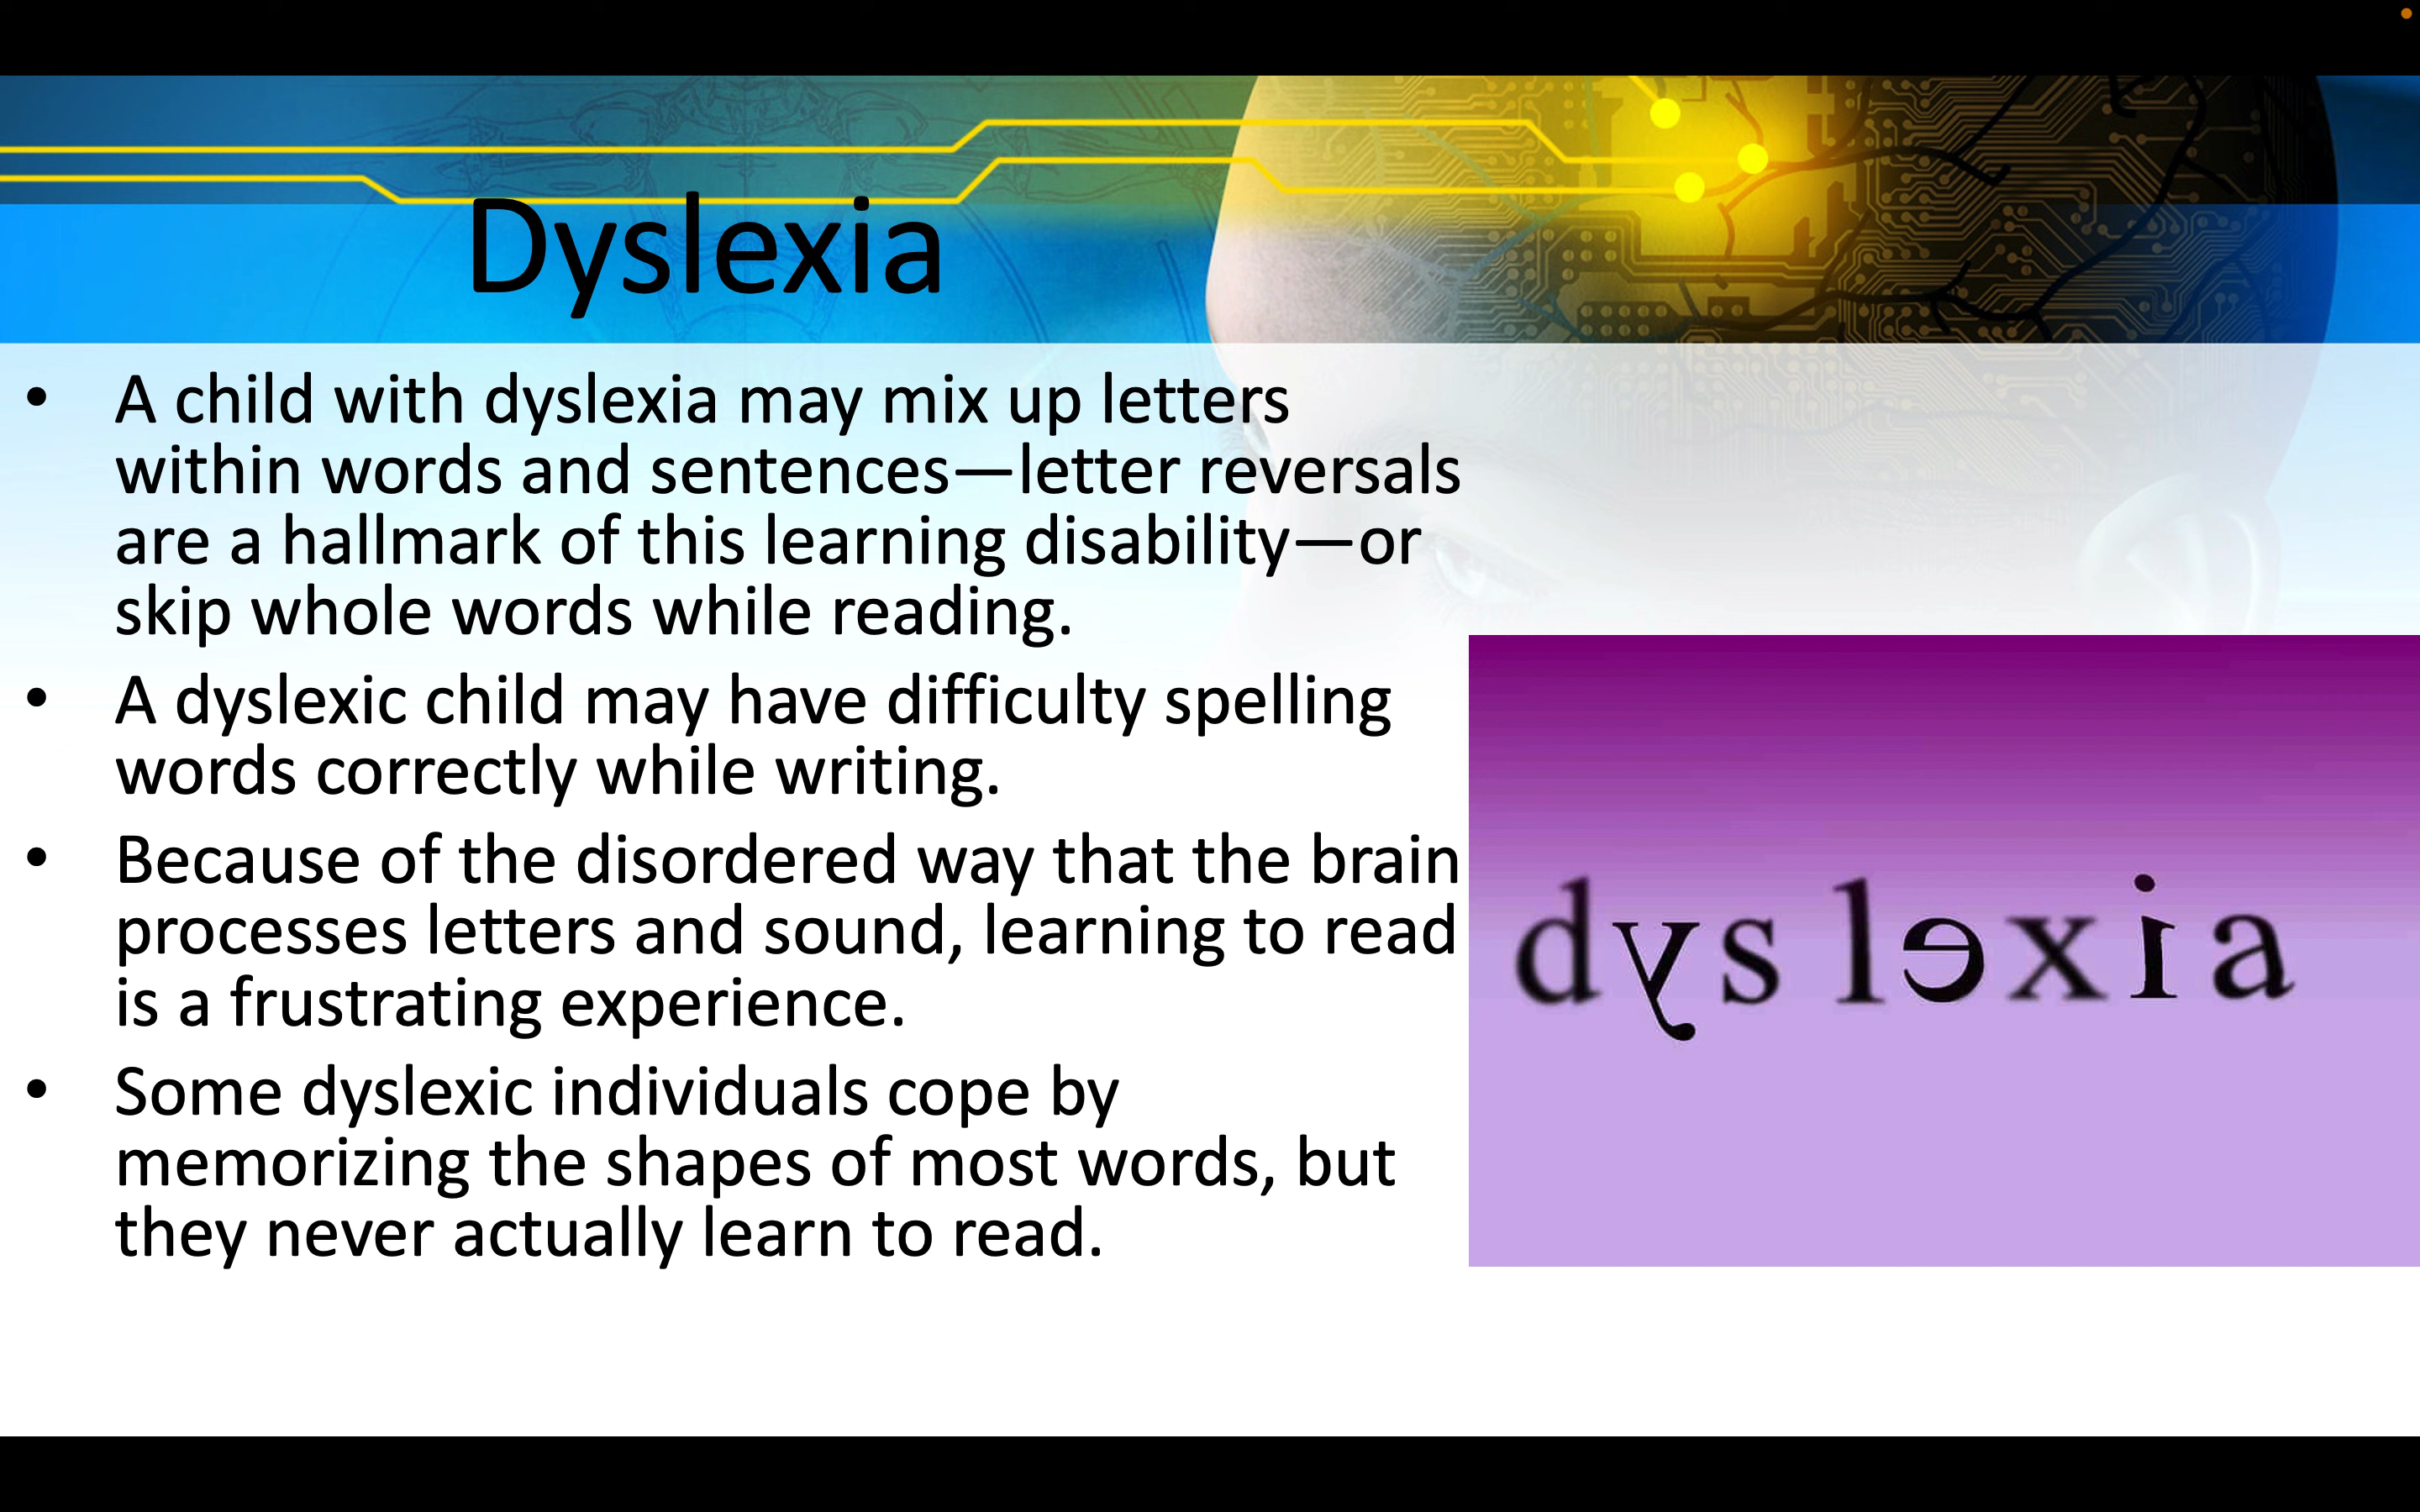 Dyslexia
• A child with dyslexia may mix up letters
within words and sentences—letter reversals
are a hallmark of this learning disability—or
skip whole words while reading.
• A dyslexic child may have difficulty spelling
words correctly while writing.
• Because of the disordered way that the brain
processes letters and sound, learning to read
is a frustrating experience.
• Some dyslexic individuals cope by
memorizing the shapes of most words, but
they never actually learn to read.
dyslexia